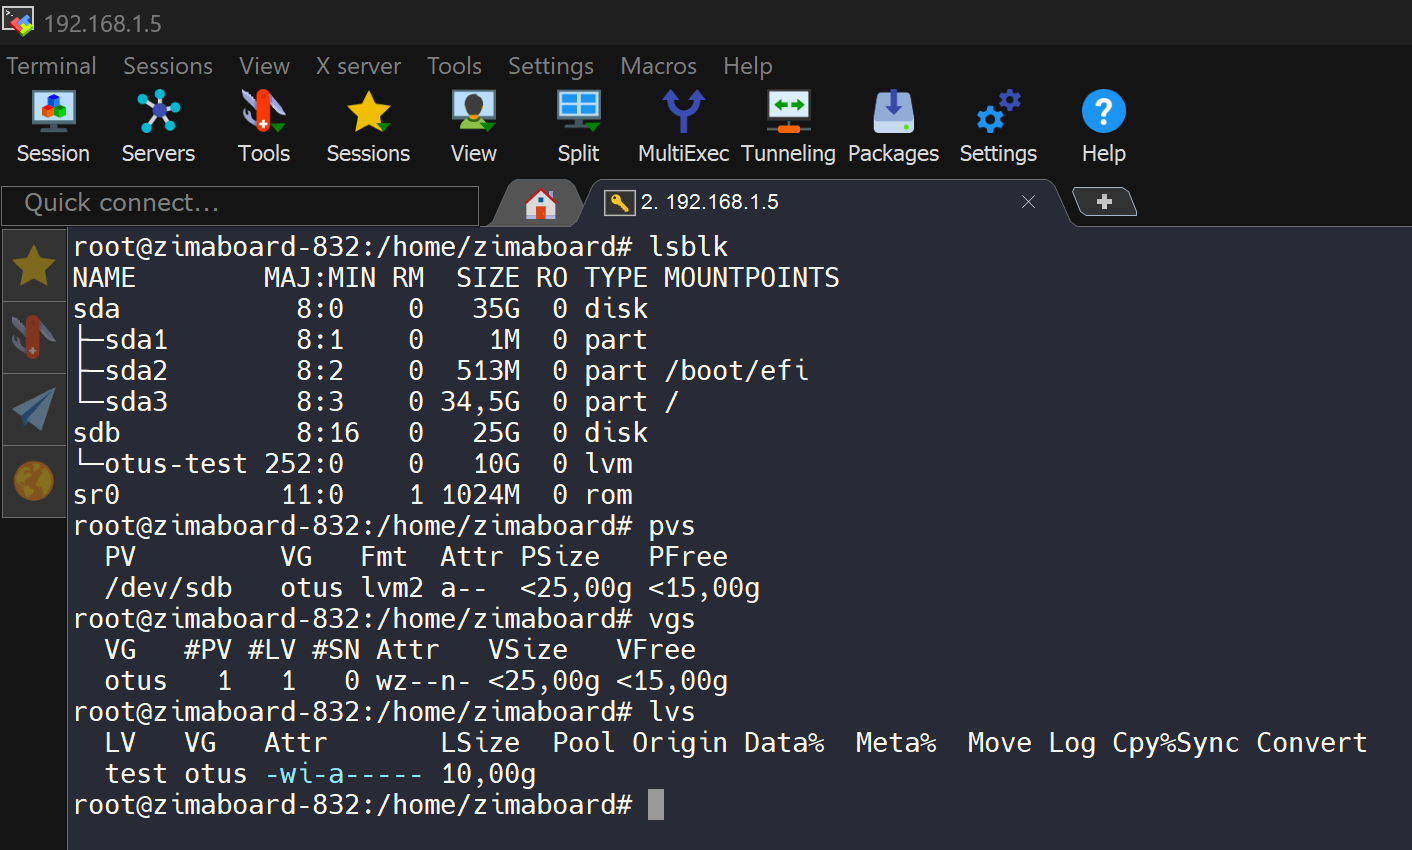 192.168.1.5
Terminal Sessions View X server Tools Settings Macros Help
Session Servers Tools Sessions View Split MultiExec Tunneling Packages Settings Help
Quick connect... 2. 192.168.1.5
root@zimaboard-832:/home/zimaboard# lsblk
NAME        MAJ:MIN RM  SIZE RO TYPE MOUNTPOINTS
sda           8:0    0   35G  0 disk
├─sda1        8:1    0    1M  0 part
├─sda2        8:2    0  513M  0 part /boot/efi
└─sda3        8:3    0 34,5G  0 part /
sdb           8:16   0   25G  0 disk
└─otus-test 252:0    0   10G  0 lvm
sr0          11:0    1 1024M  0 rom
root@zimaboard-832:/home/zimaboard# pvs
  PV         VG   Fmt  Attr PSize   PFree
  /dev/sdb   otus lvm2 a--  <25,00g <15,00g
root@zimaboard-832:/home/zimaboard# vgs
  VG   #PV #LV #SN Attr   VSize   VFree
  otus   1   1   0 wz--n- <25,00g <15,00g
root@zimaboard-832:/home/zimaboard# lvs
  LV   VG   Attr       LSize  Pool Origin Data%  Meta%  Move Log Cpy%Sync Convert
  test otus -wi-a----- 10,00g
root@zimaboard-832:/home/zimaboard#